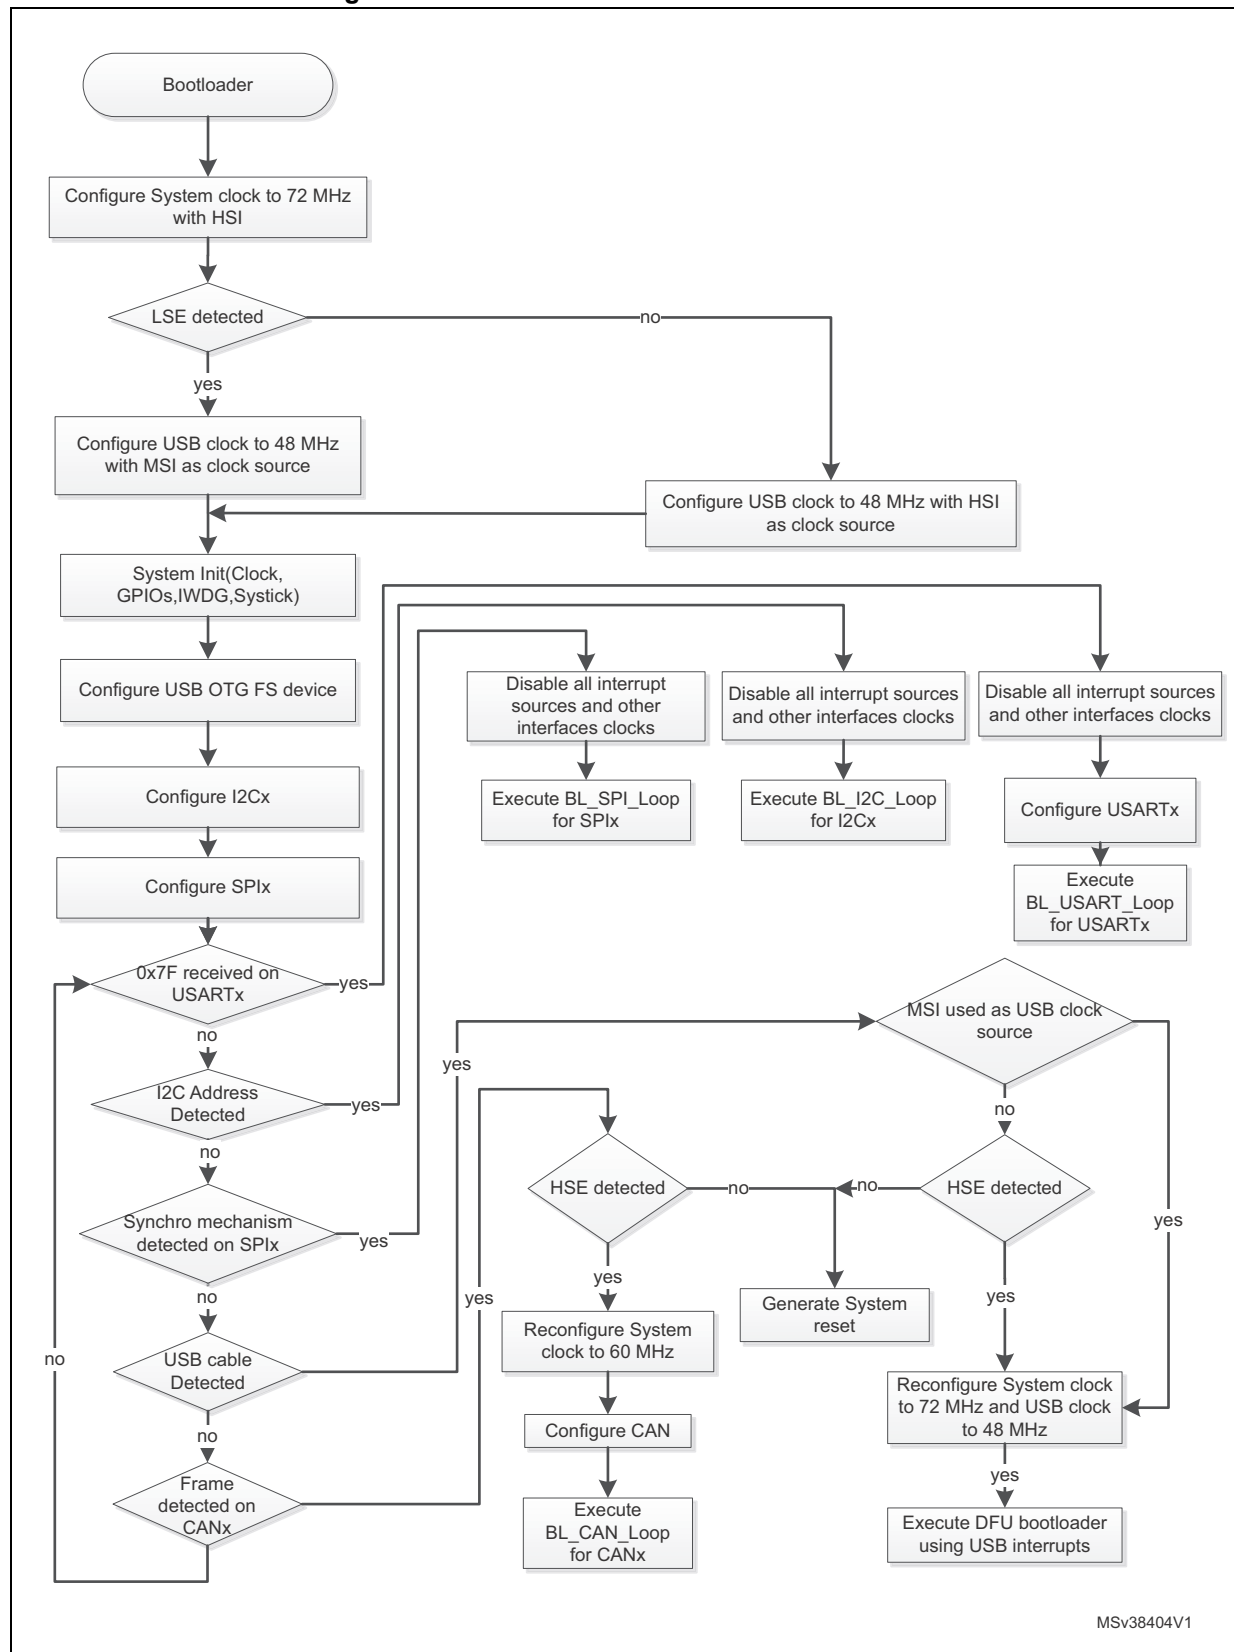 Bootloader
Configure System clock to 72 MHz
with HSI
LSE detected
no
yes
Configure USB clock to 48 MHz
with MSI as clock source
Configure USB clock to 48 MHz with HSI
as clock source
System Init(Clock,
GPIOs,IWDG,Systick)
Configure USB OTG FS device
Disable all interrupt
sources and other
interfaces clocks
Disable all interrupt sources
and other interfaces clocks
Disable all interrupt sources
and other interfaces clocks
Configure I2Cx
Execute BL_SPI_Loop
for SPIx
Execute BL_I2C_Loop
for I2Cx
Configure USARTx
Configure SPIx
Execute
BL_USART_Loop
for USARTx
0x7F received on
USARTx
yes
no
MSI used as USB clock
source
yes
I2C Address
Detected
yes
no
no
HSE detected
no
no
HSE detected
Synchro mechanism
detected on SPIx
yes
yes
no
yes
yes
yes
Generate System
reset
Reconfigure System
clock to 60 MHz
no
USB cable
Detected
Reconfigure System clock
to 72 MHz and USB clock
to 48 MHz
no
Configure CAN
yes
Frame
detected on
CANx
Execute
BL_CAN_Loop
for CANx
Execute DFU bootloader
using USB interrupts
MSv38404V1